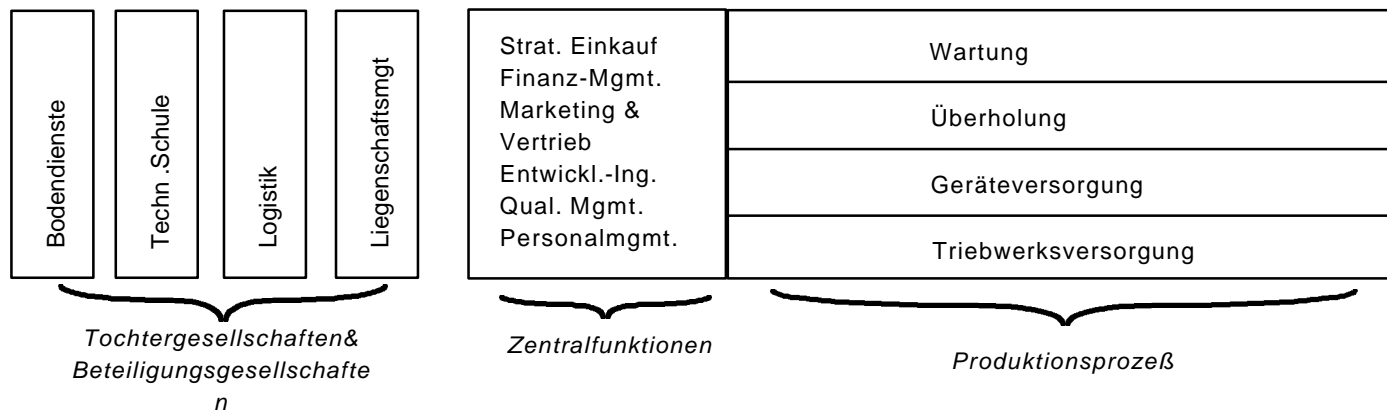 Bodendienste
Techn .Schule
Logistik
Liegenschaftsmgt
Strat. Einkauf
Finanz-Mgmt.
Marketing &
Vertrieb
Entwickl.-Ing.
Qual. Mgmt.
Personalmgmt.
Wartung
Überholung
Geräteversorgung
Triebwerksversorgung
Tochtergesellschaften&
Beteiligungsgesellschafte
n
Zentralfunktionen
Produktionsprozeß